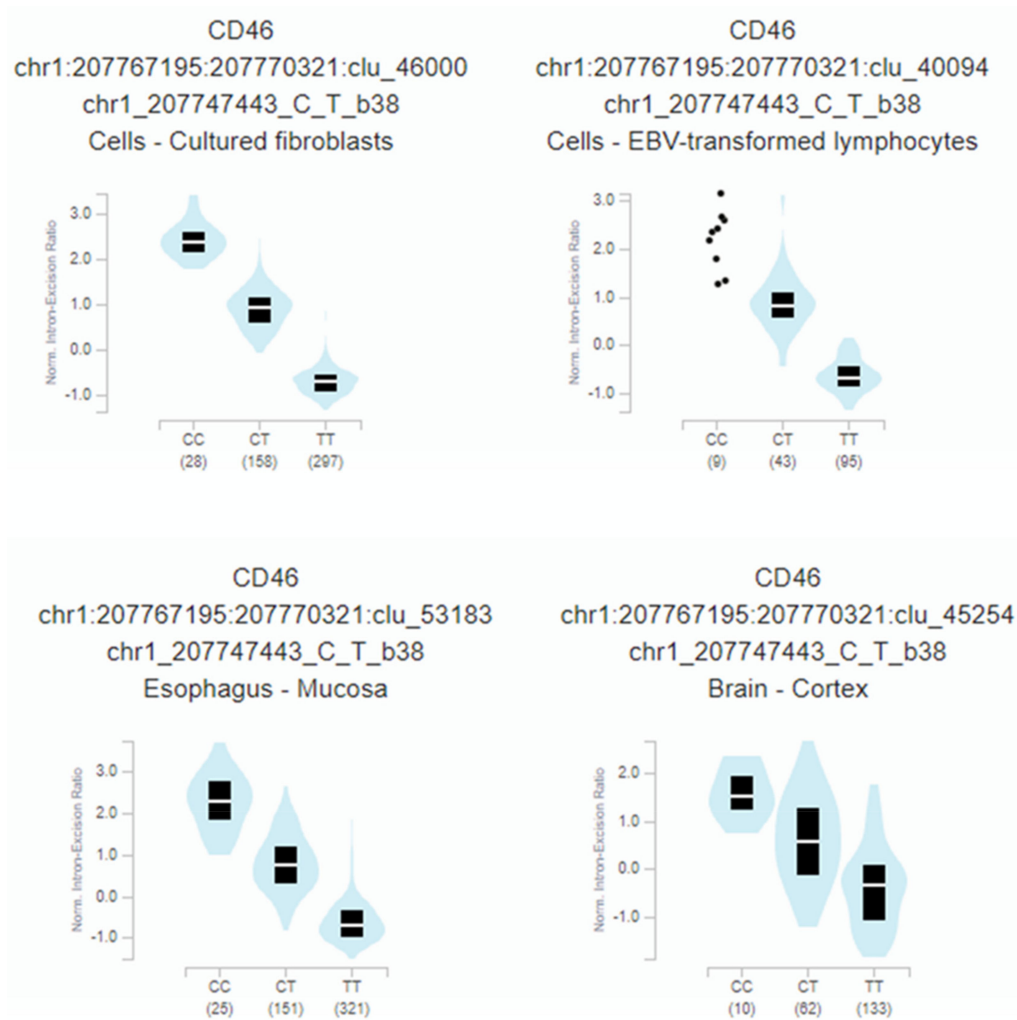 CD46
chr1:207767195:207770321:clu_46000
chr1_207747443_C_T_b38
Cells - Cultured fibroblasts
Norm. Intron-Excision Ratio
3.0
2.0
1.0
0.0
-1.0
CC CT TT
(28) (158) (297)
CD46
chr1:207767195:207770321:clu_40094
chr1_207747443_C_T_b38
Cells - EBV-transformed lymphocytes
Norm. Intron-Excision Ratio
3.0
2.0
1.0
0.0
-1.0
CC CT TT
(9) (43) (95)
CD46
chr1:207767195:207770321:clu_53183
chr1_207747443_C_T_b38
Esophagus - Mucosa
Norm. Intron-Excision Ratio
3.0
2.0
1.0
0.0
-1.0
CC CT TT
(25) (151) (321)
CD46
chr1:207767195:207770321:clu_45254
chr1_207747443_C_T_b38
Brain - Cortex
Norm. Intron-Excision Ratio
2.0
1.0
0.0
-1.0
CC CT TT
(10) (62) (133)